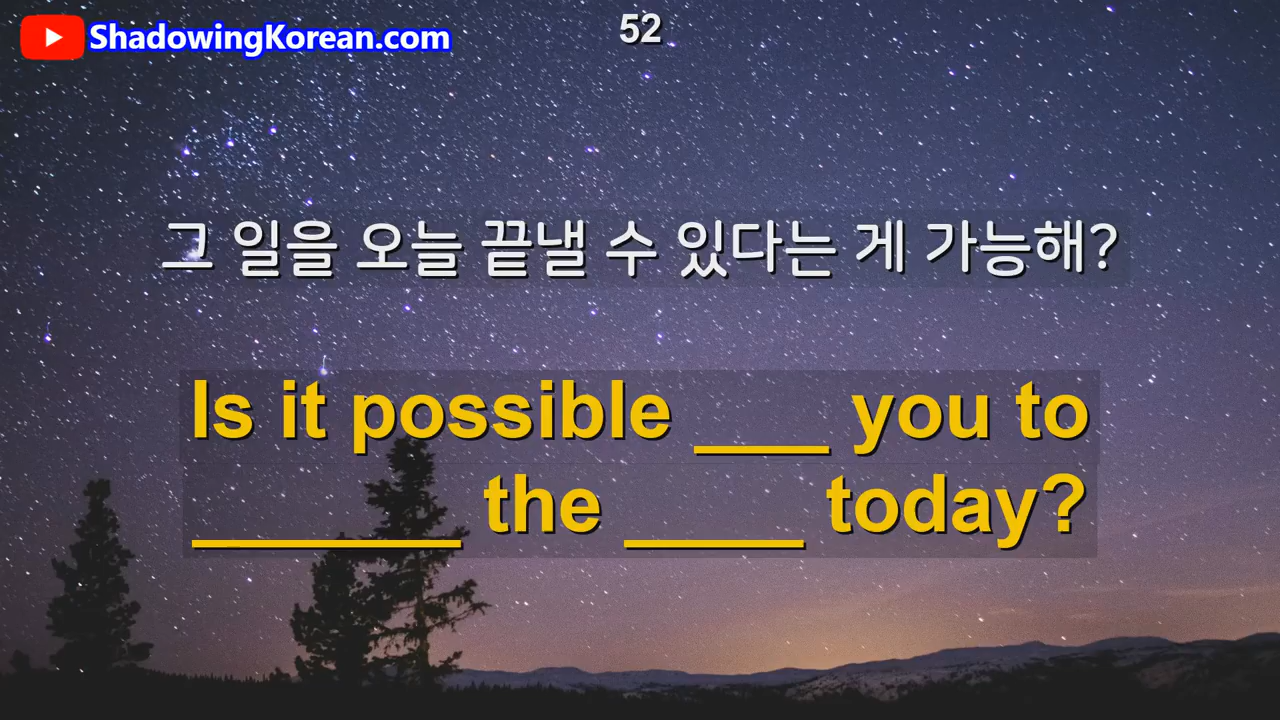 ShadowingKorean.com
52
그 일을 오늘 끝낼 수 있다는 게 가능해?
Is it possible ___ you to
______ the ____ today?